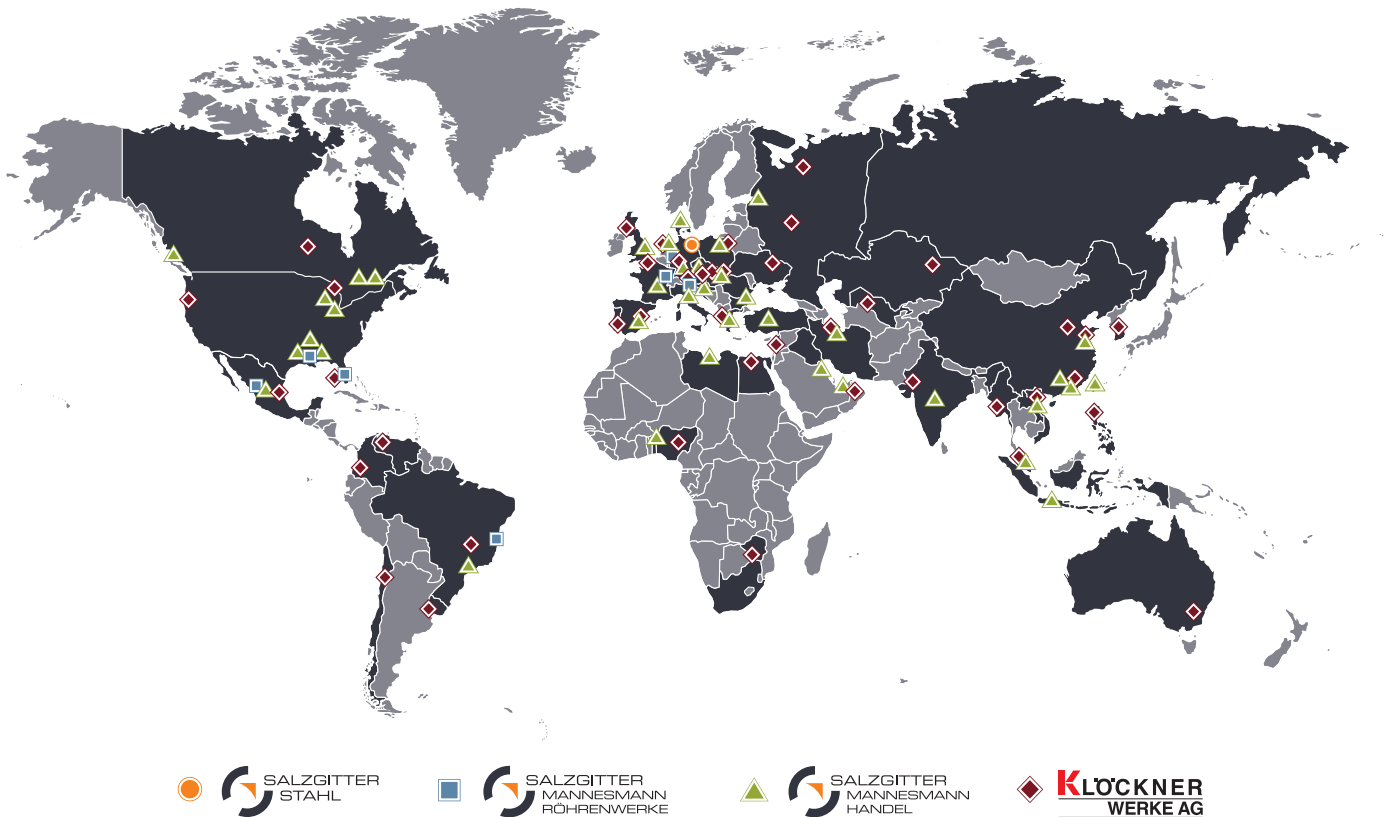 SALZGITTER
STAHL
SALZGITTER
MANNESMANN
RÖHRENWERKE
SALZGITTER
MANNESMANN
HANDEL
KLÖCKNER
WERKE AG